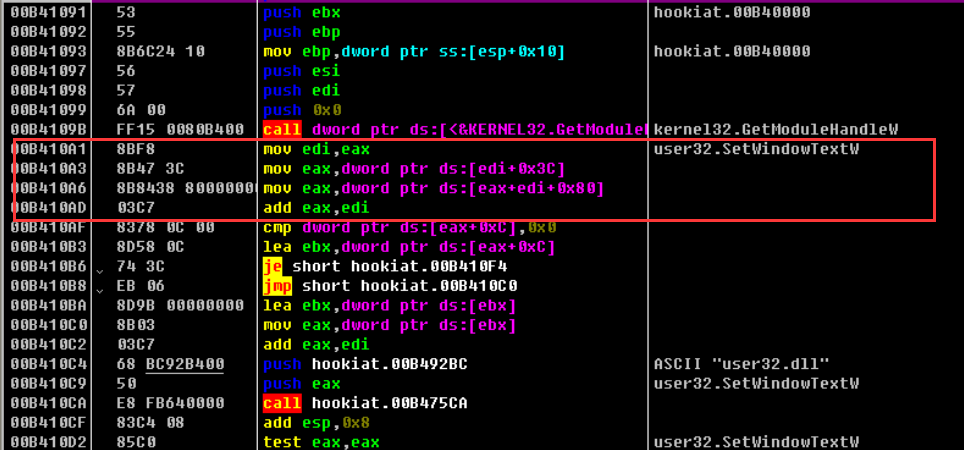 00B41091 53 push ebx hookiat.00B40000
00B41092 55 push ebp
00B41093 8B6C24 10 mov ebp,dword ptr ss:[esp+0x10] hookiat.00B40000
00B41097 56 push esi
00B41098 57 push edi
00B41099 6A 00 push 0x0
00B4109B FF15 0080B400 call dword ptr ds:[<&KERNEL32.GetModule kernel32.GetModuleHandleW
00B410A1 8BF8 mov edi,eax user32.SetWindowTextW
00B410A3 8B47 3C mov eax,dword ptr ds:[edi+0x3C]
00B410A6 8B8438 8000000 mov eax,dword ptr ds:[eax+edi+0x80]
00B410AD 03C7 add eax,edi
00B410AF 8378 0C 00 cmp dword ptr ds:[eax+0xC],0x0
00B410B3 8D58 0C lea ebx,dword ptr ds:[eax+0xC]
00B410B6 74 3C je short hookiat.00B410F4
00B410B8 EB 06 jmp short hookiat.00B410C0
00B410BA 8D9B 00000000 lea ebx,dword ptr ds:[ebx]
00B410C0 8B03 mov eax,dword ptr ds:[ebx]
00B410C2 03C7 add eax,edi
00B410C4 68 BC92B400 push hookiat.00B492BC ASCII "user32.dll"
00B410C9 50 push eax user32.SetWindowTextW
00B410CA E8 FB640000 call hookiat.00B475CA
00B410CF 83C4 08 add esp,0x8
00B410D2 85C0 test eax,eax user32.SetWindowTextW